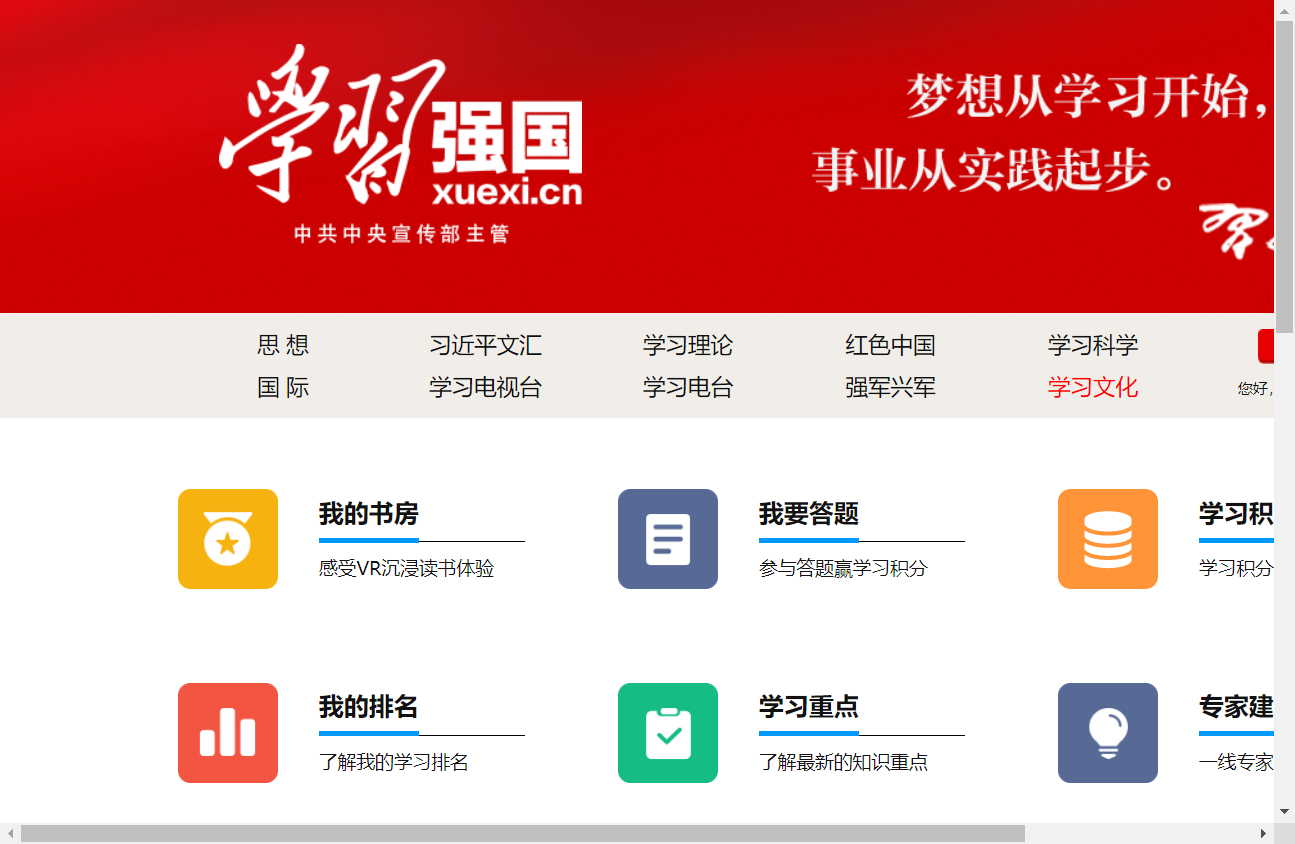 學習强国
xuexi.cn
中共中央宣传部主管
梦想从学习开始，
事业从实践起步。
思 想 习近平文汇 学习理论 红色中国 学习科学
国 际 学习电视台 学习电台 强军兴军 学习文化 您好，
我的书房 我要答题 学习积
感受VR沉浸读书体验 参与答题赢学习积分 学习积分
我的排名 学习重点 专家建
了解我的学习排名 了解最新的知识重点 一线专家